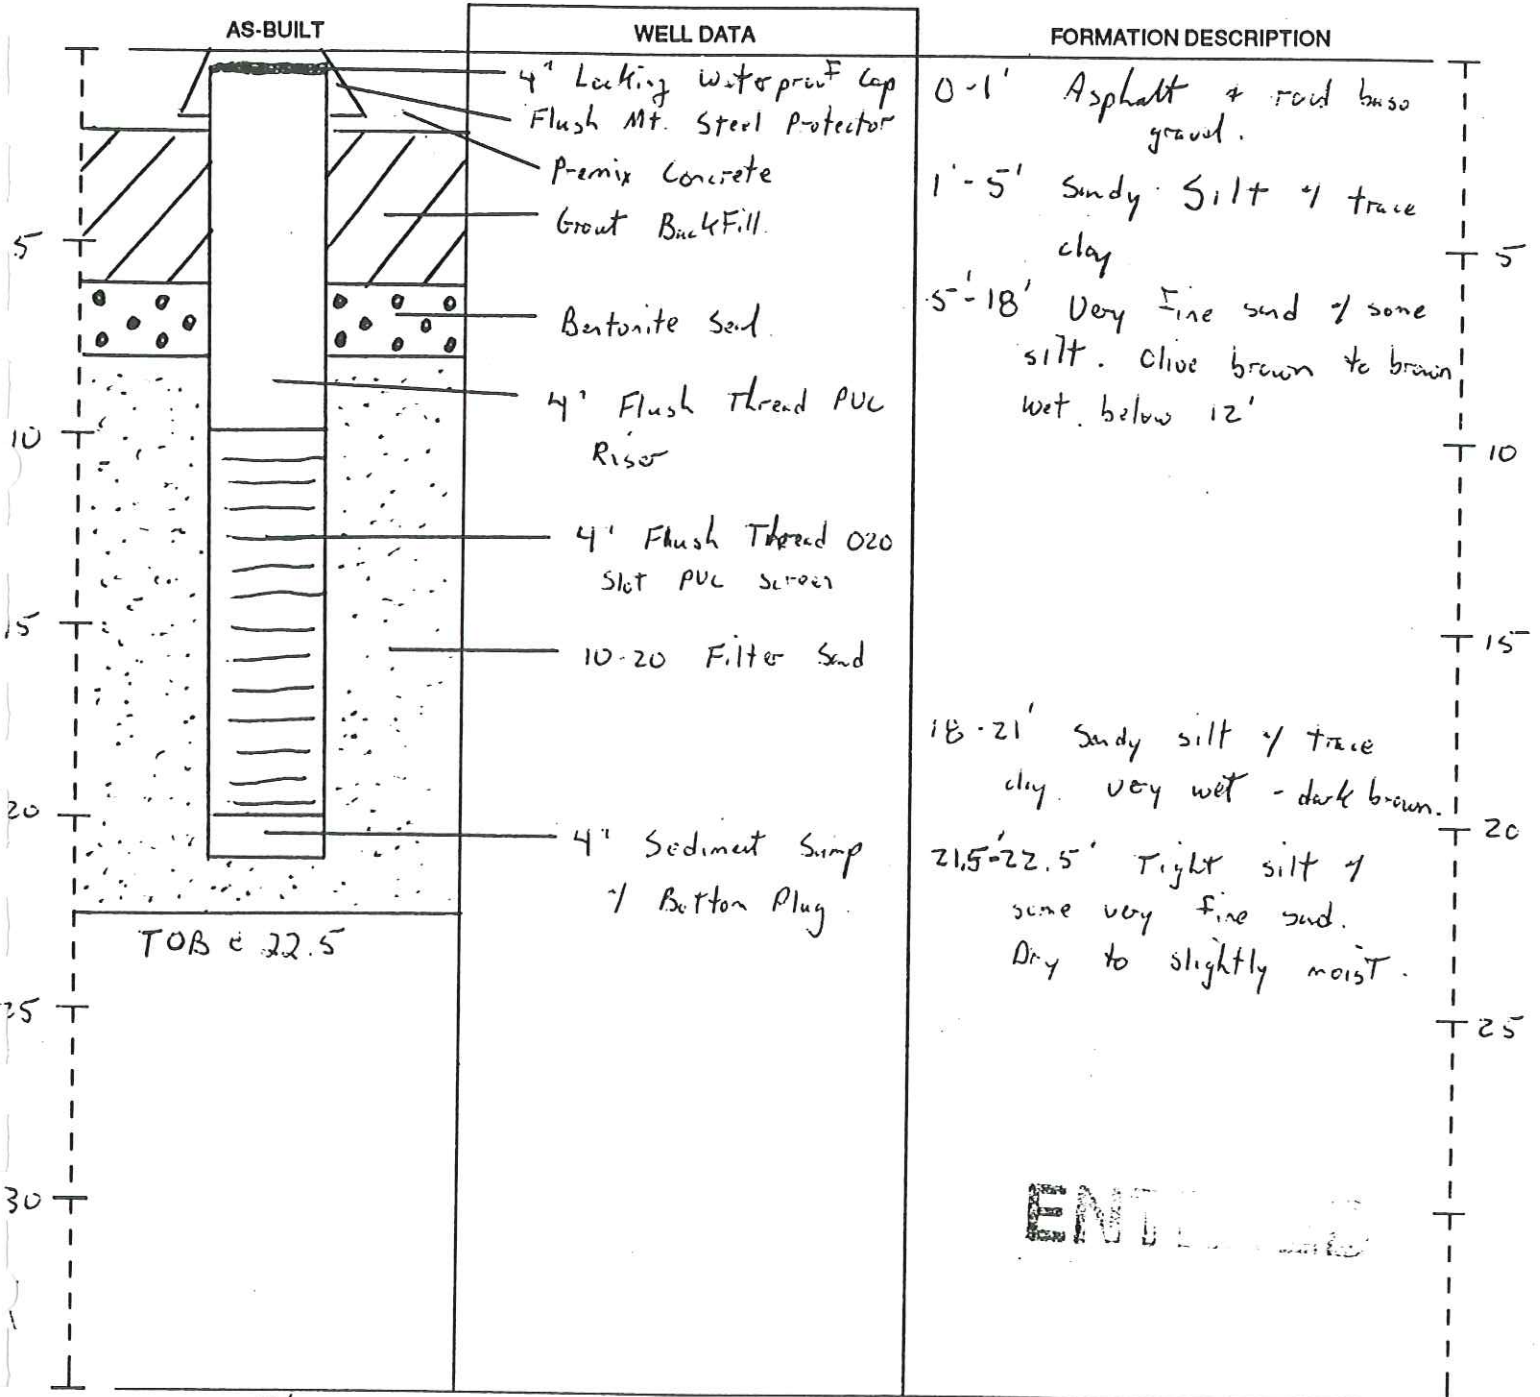 AS-BUILT
WELL DATA
FORMATION DESCRIPTION
4" Locking Waterproof Cap
Flush Mt. Steel Protector
Premix Concrete
Grout BackFill.
Bentonite Seal.
4" Flush Thread PVC
Riser
4" Flush Thread 020
Slot PVC Screen
10-20 Filter Sand
4" Sediment Sump
w/ Bottom Plug.
0-1' Asphalt & road base
gravel.
1'-5' Sandy Silt w/ trace
clay
5'-18' Very Fine sand w/ some
silt. Olive brown to brown
wet. below 12'
18-21' Sandy silt w/ trace
clay. very wet - dark brown.
21.5'-22.5' Tight silt w/
some very fine sand.
Dry to slightly moist.
5
10
15
20
25
30
TOB @ 22.5
5
10
15
20
25